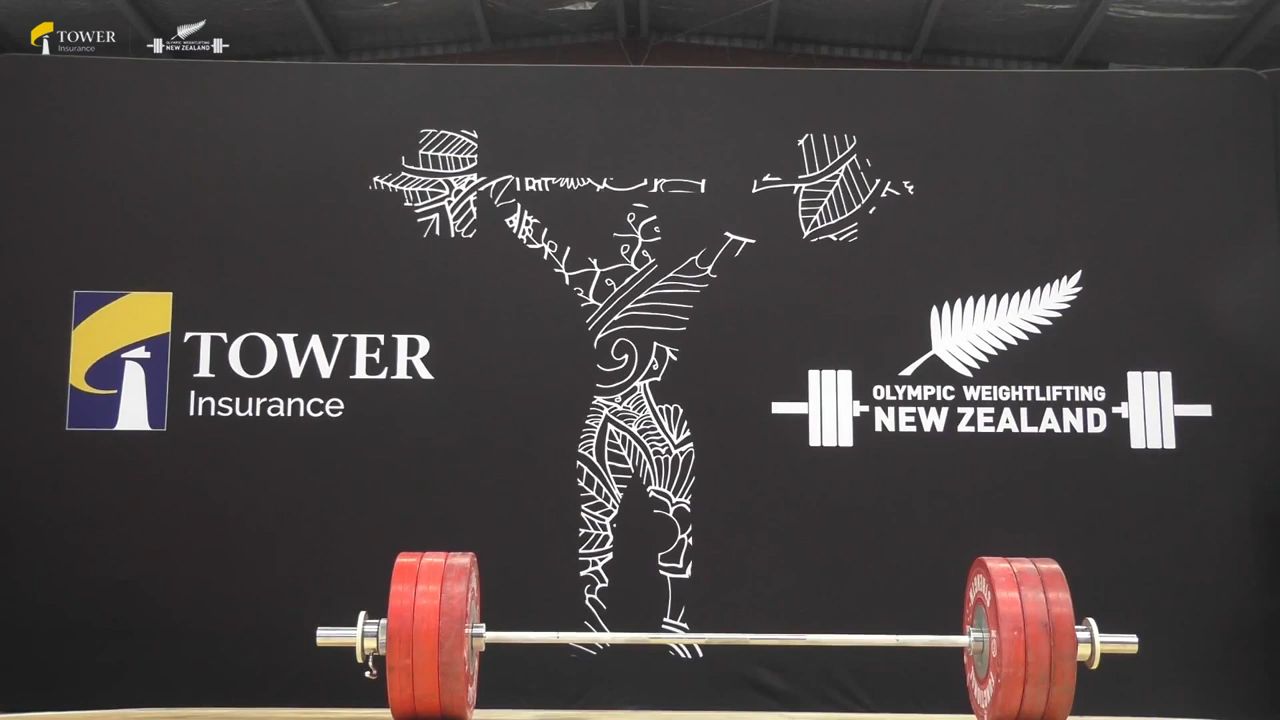 TOWER
Insurance
OLYMPIC WEIGHTLIFTING
NEW ZEALAND
TOWER
Insurance
OLYMPIC WEIGHTLIFTING
NEW ZEALAND